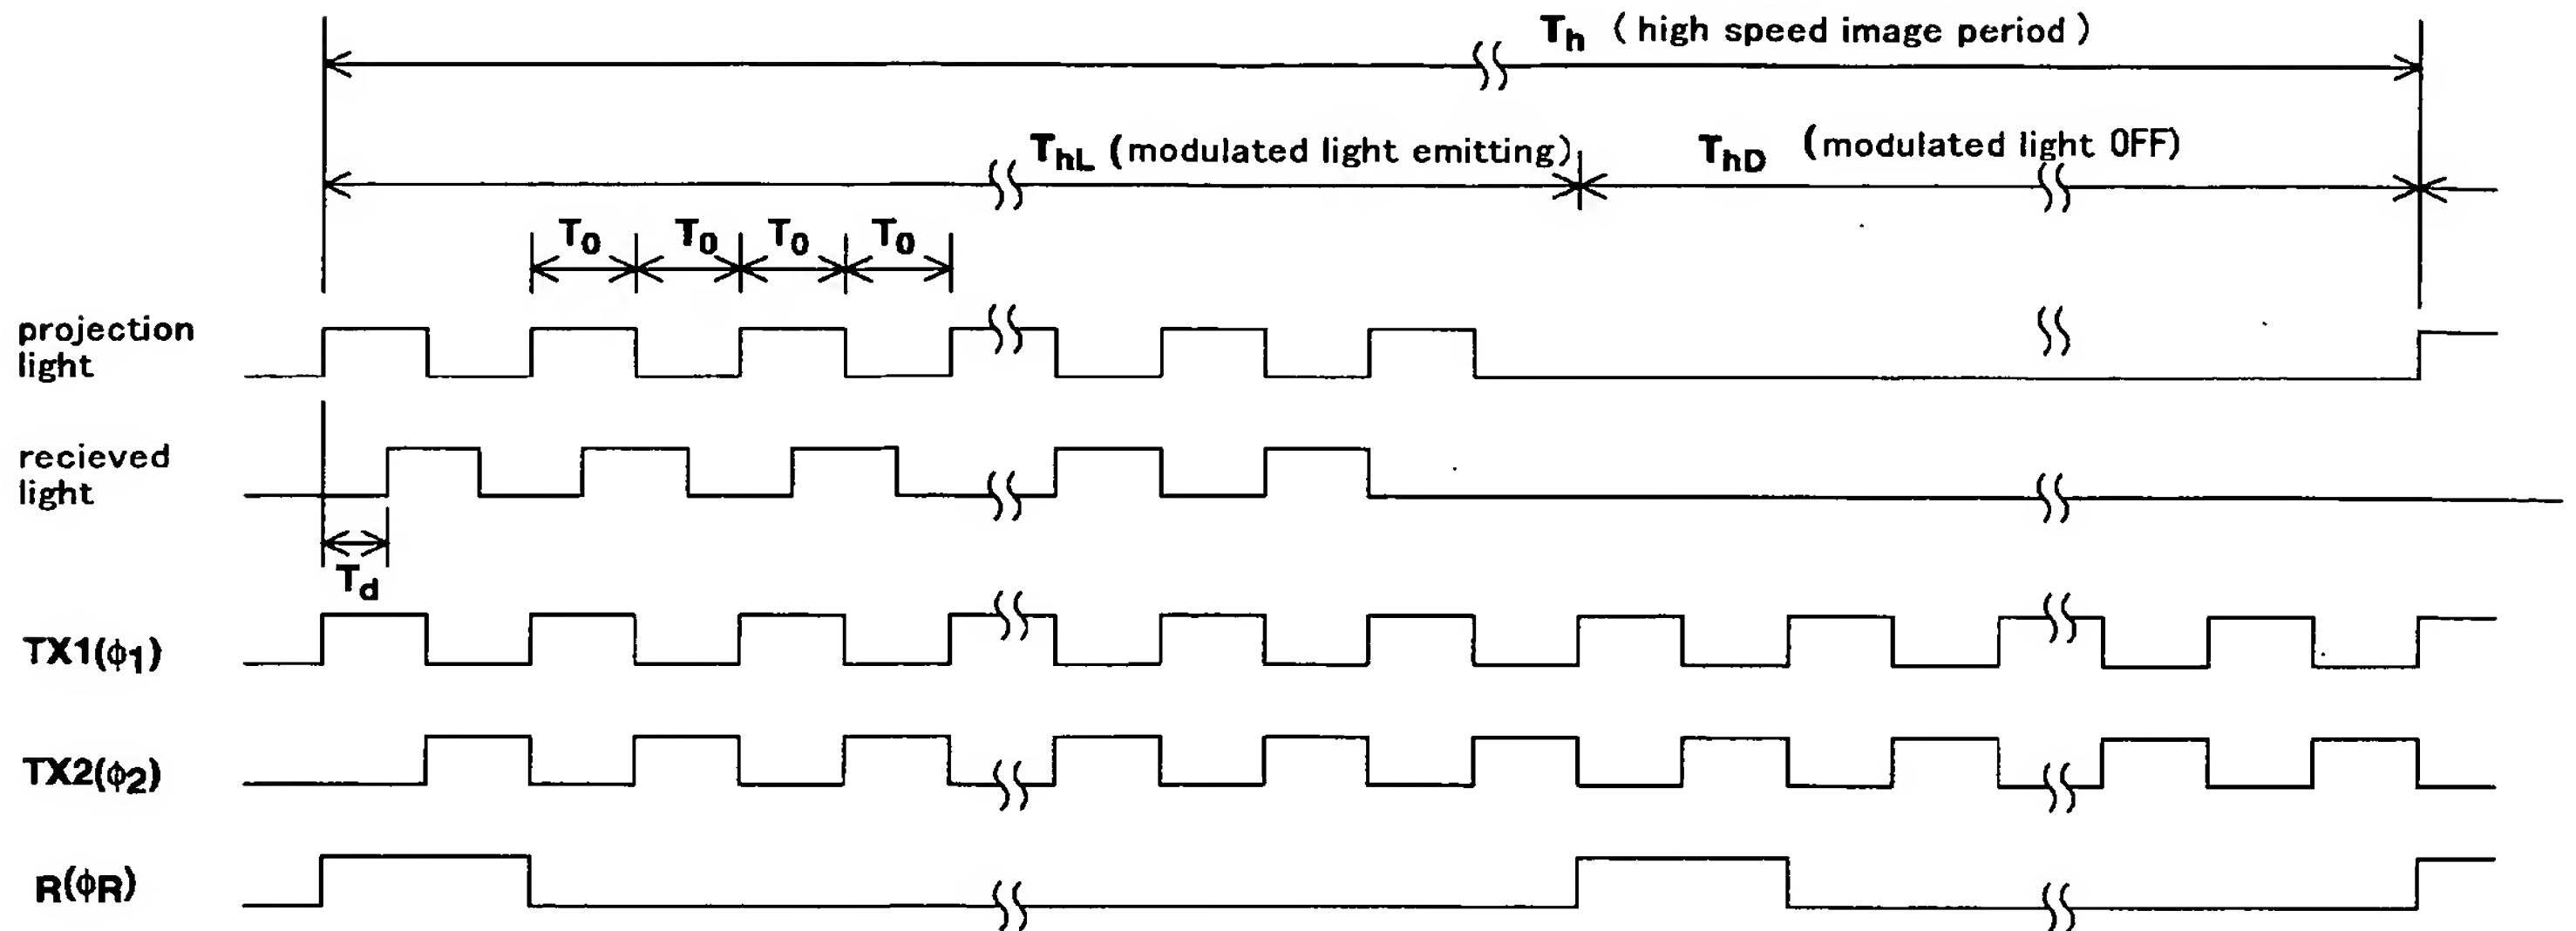 Th (high speed image period)
ThL (modulated light emitting)
ThD (modulated light OFF)
T0 T0 T0 T0
projection
light
recieved
light
Td
TX1(ϕ1)
TX2(ϕ2)
R(ϕR)